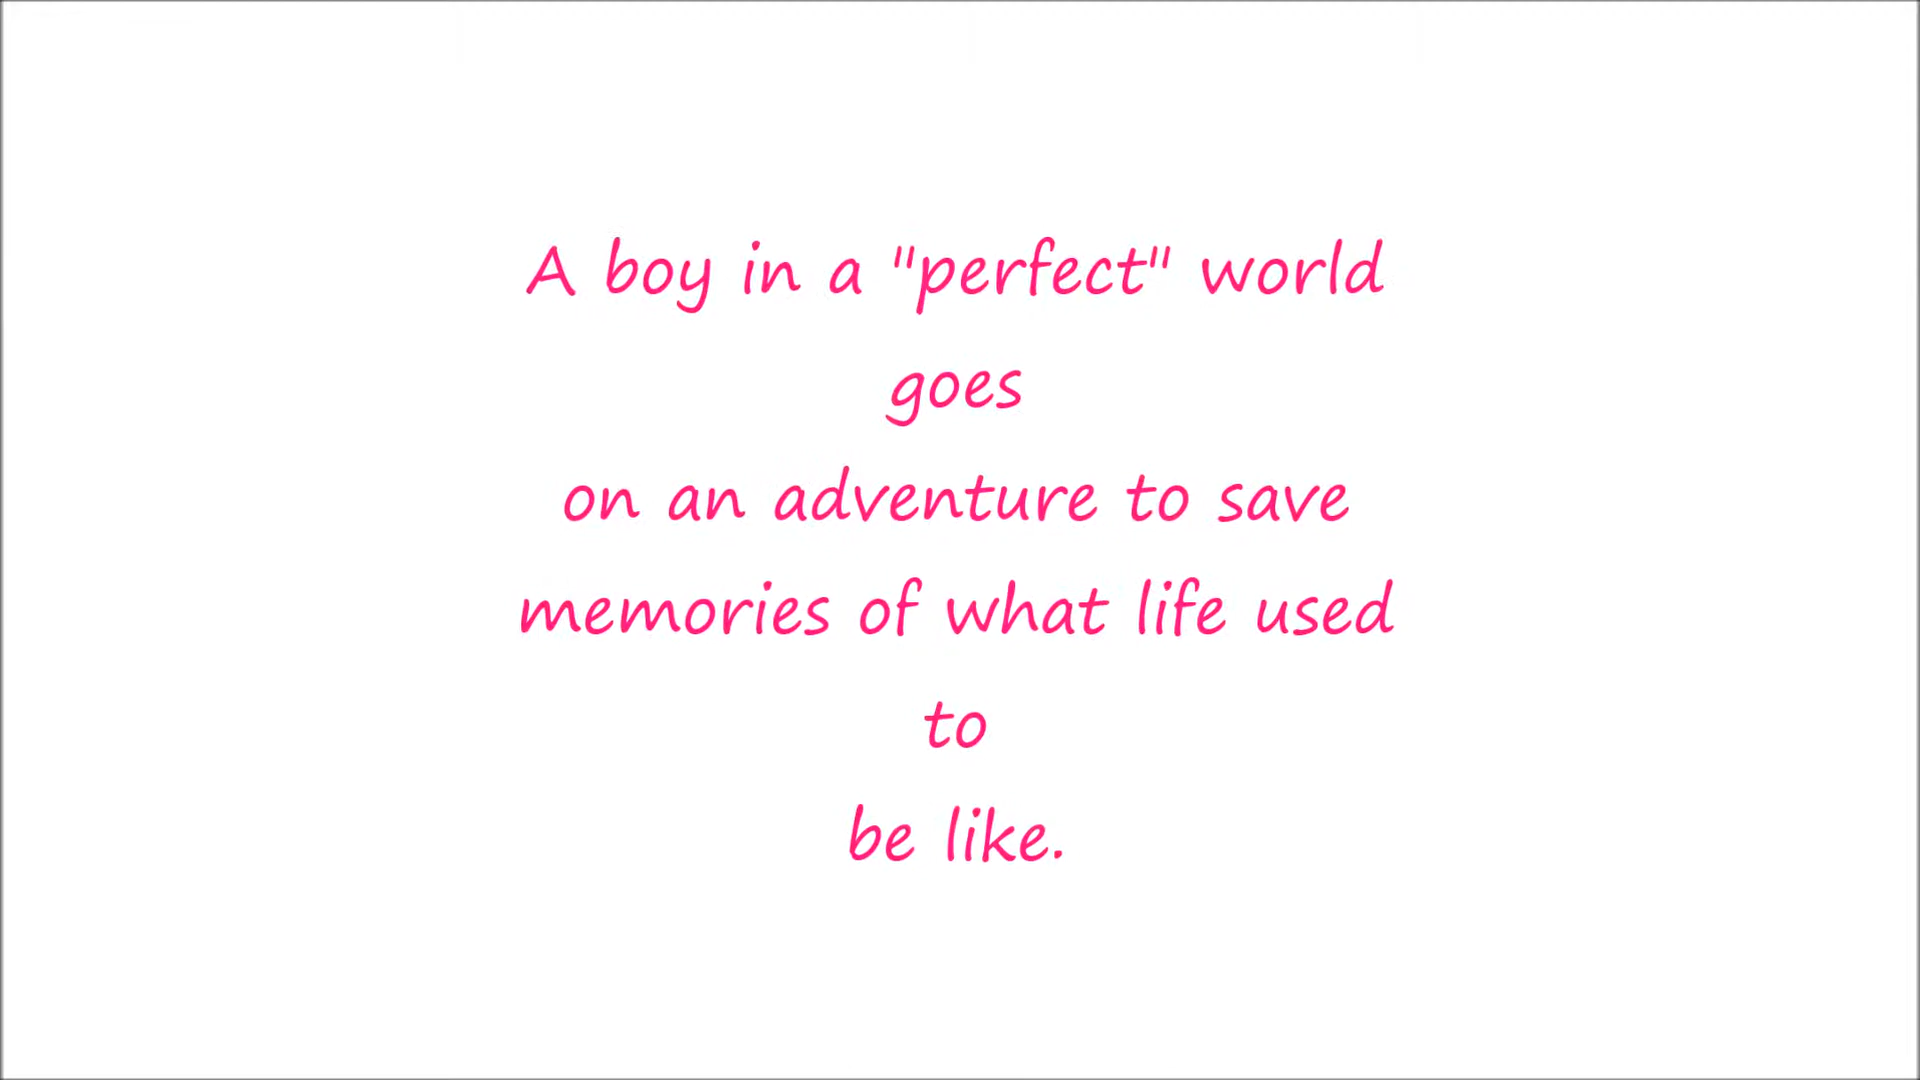 A boy in a "perfect" world
goes
on an adventure to save
memories of what life used
to
be like.